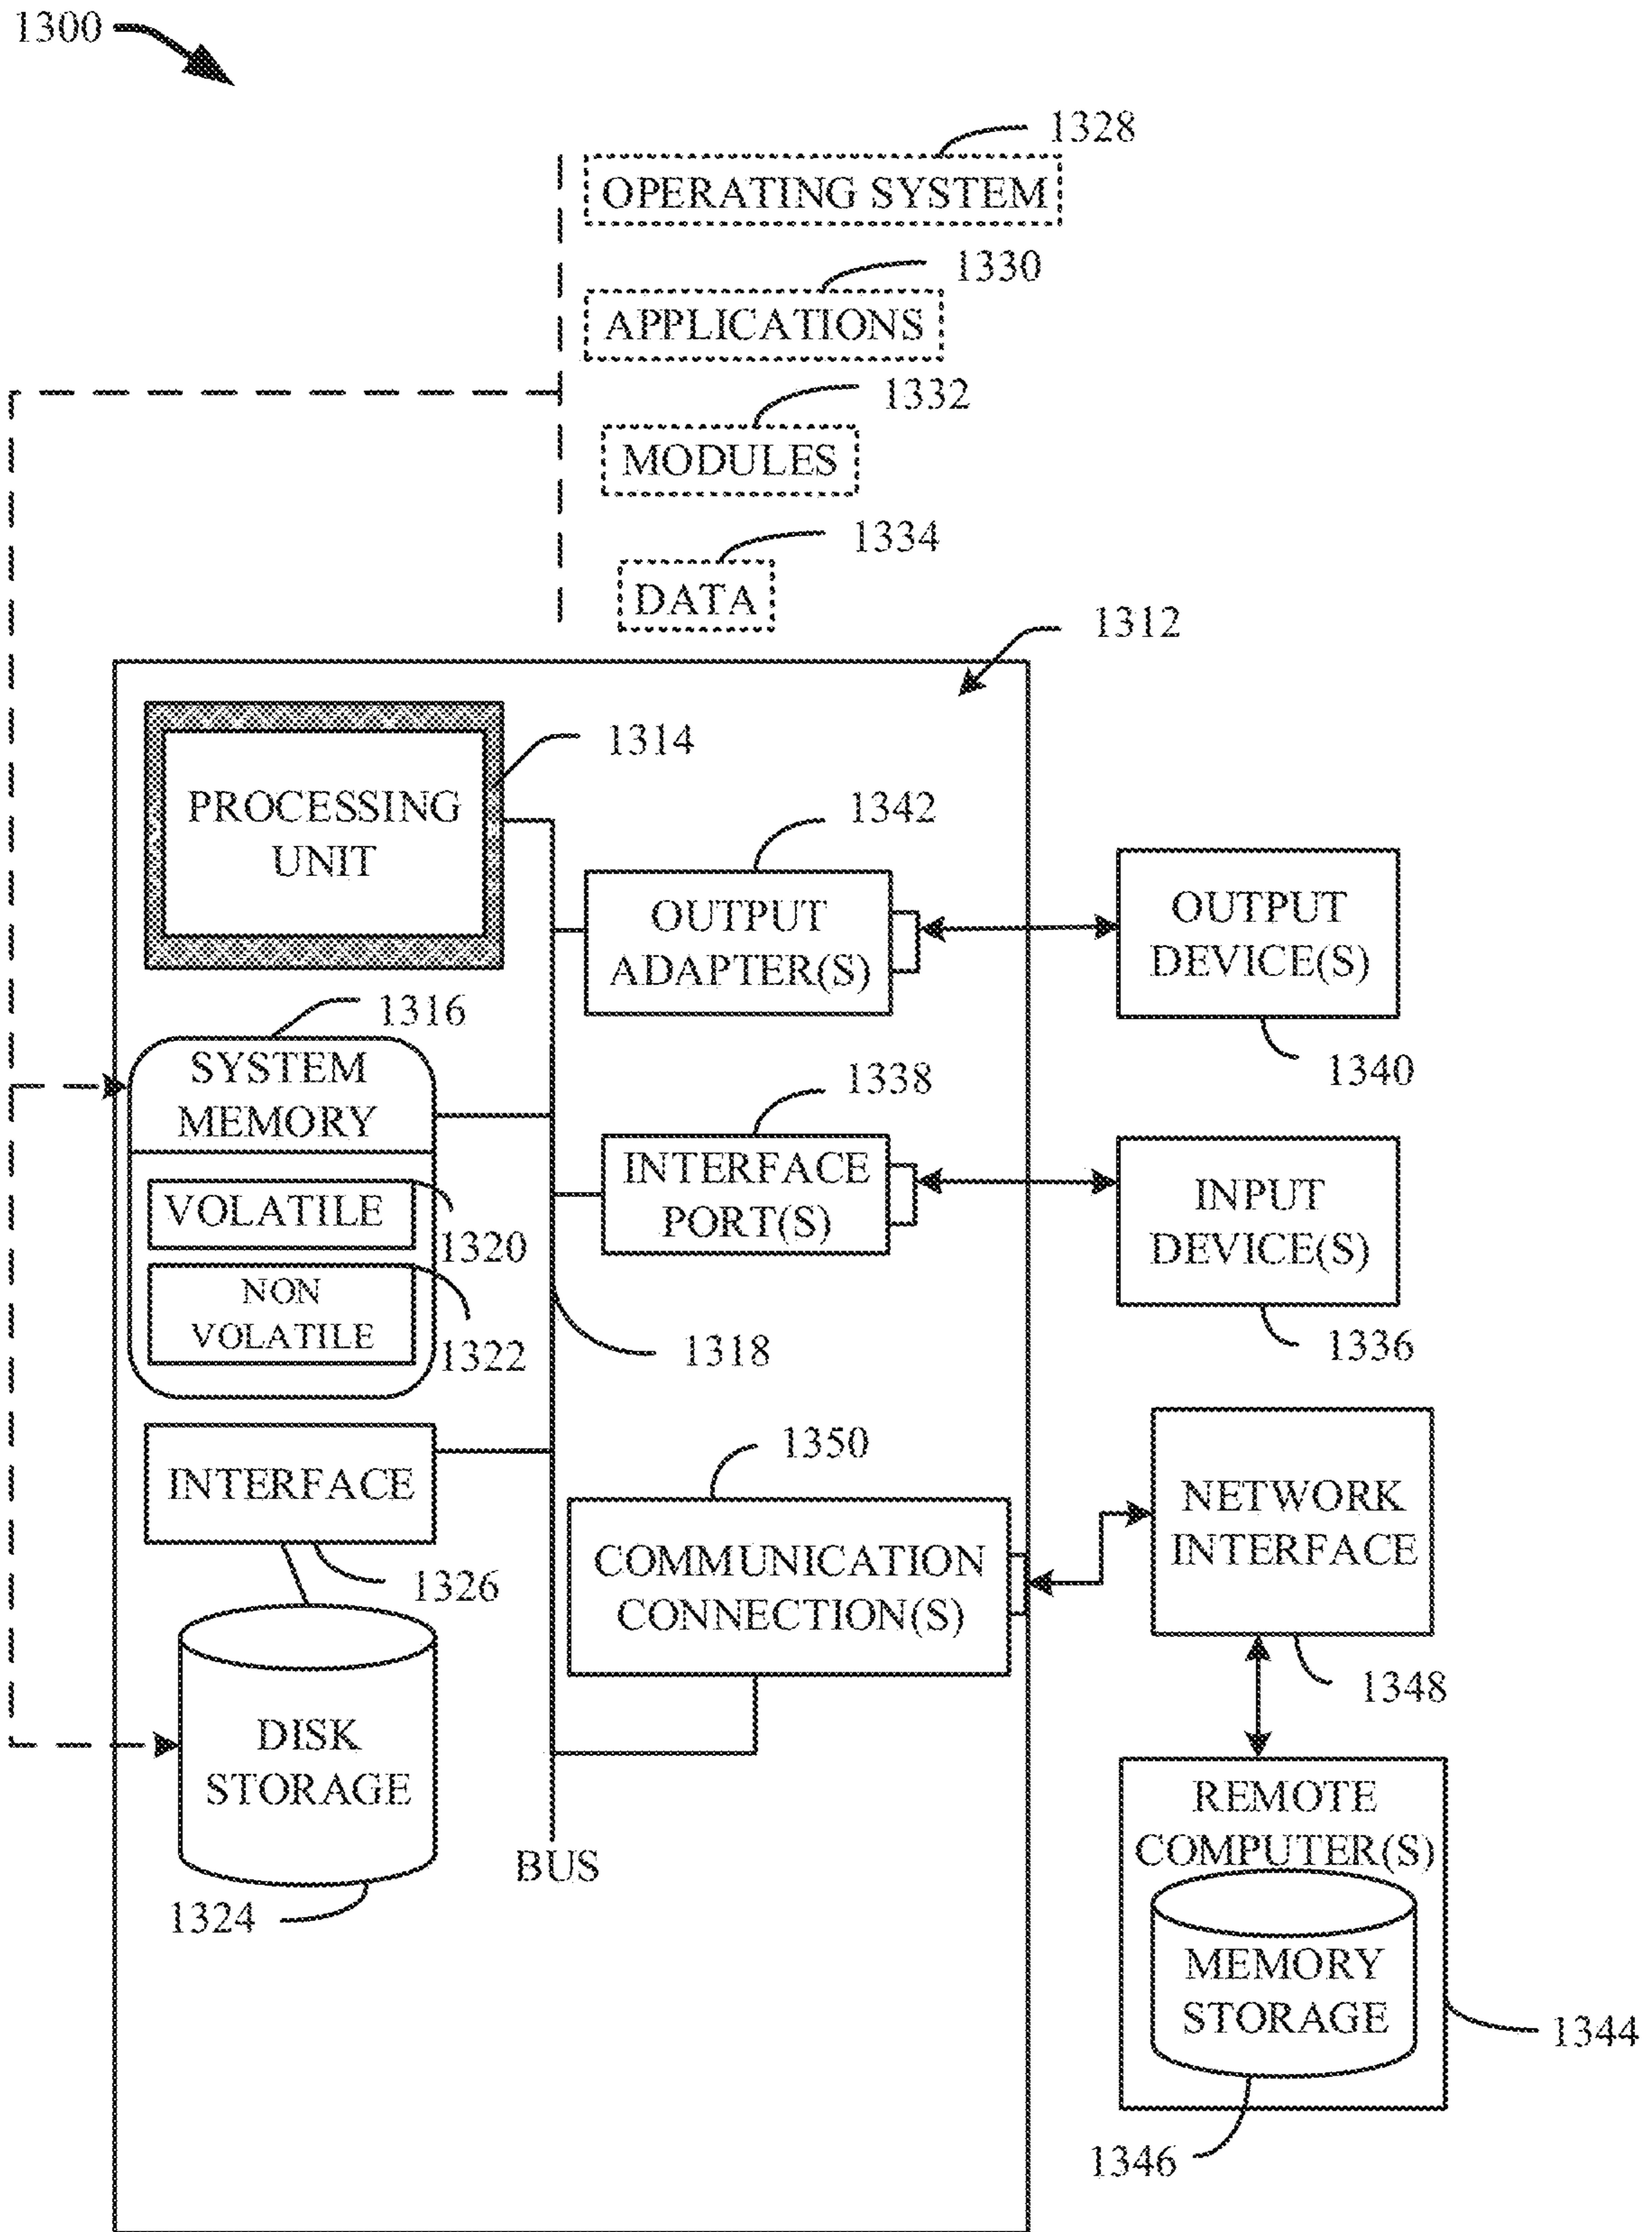 1300
1328
OPERATING SYSTEM
1330
APPLICATIONS
1332
MODULES
1334
DATA
1312
1314
PROCESSING
UNIT
1342
OUTPUT
ADAPTER(S)
OUTPUT
DEVICE(S)
1340
1316
SYSTEM
MEMORY
VOLATILE
1320
NON
VOLATILE
1322
1338
INTERFACE
PORT(S)
INPUT
DEVICE(S)
1336
1318
INTERFACE
1326
1350
COMMUNICATION
CONNECTION(S)
NETWORK
INTERFACE
1348
DISK
STORAGE
1324
BUS
REMOTE
COMPUTER(S)
MEMORY
STORAGE
1344
1346